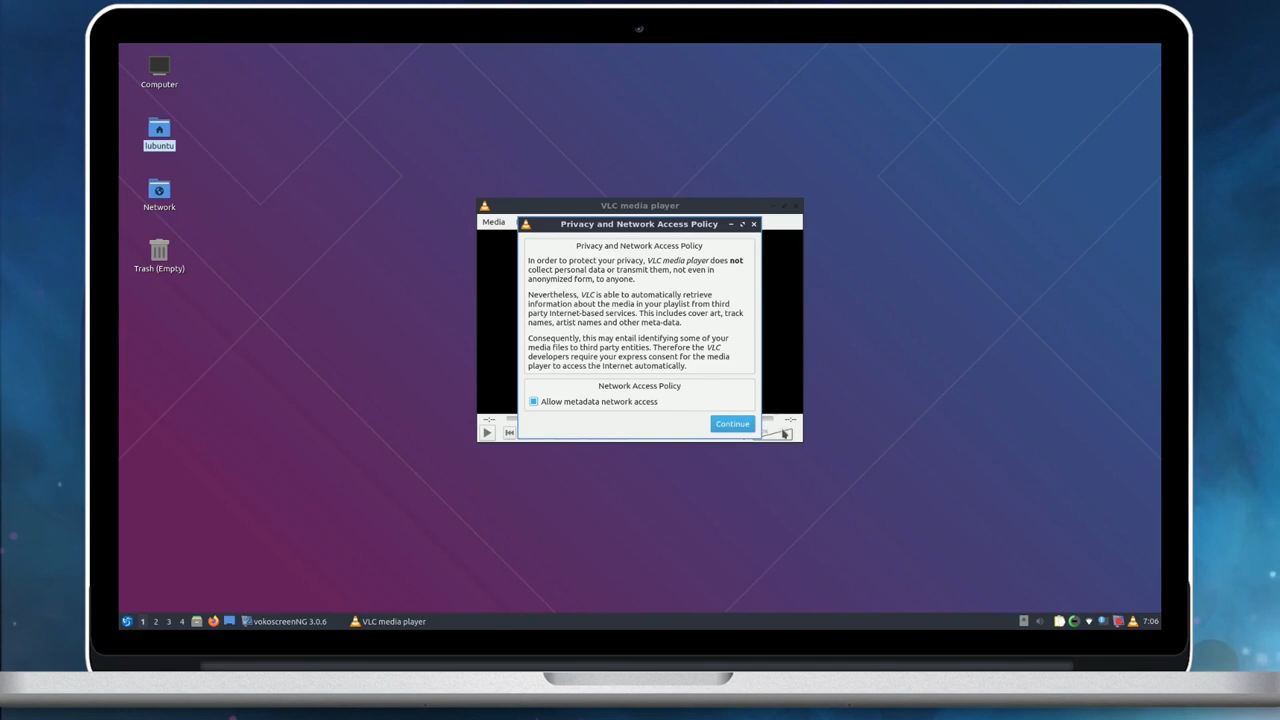 Computer
lubuntu
Network
Trash (Empty)
VLC media player
Media
Privacy and Network Access Policy
Privacy and Network Access Policy
In order to protect your privacy, VLC media player does not
collect personal data or transmit them, not even in
anonymized form, to anyone.
Nevertheless, VLC is able to automatically retrieve
information about the media in your playlist from third
party Internet-based services. This includes cover art, track
names, artist names and other meta-data.
Consequently, this may entail identifying some of your
media files to third party entities. Therefore the VLC
developers require your express consent for the media
player to access the Internet automatically.
Network Access Policy
Allow metadata network access
Continue
--:--
--:--
1 2 3 4 vokoscreenNG 3.0.6 VLC media player 7:06